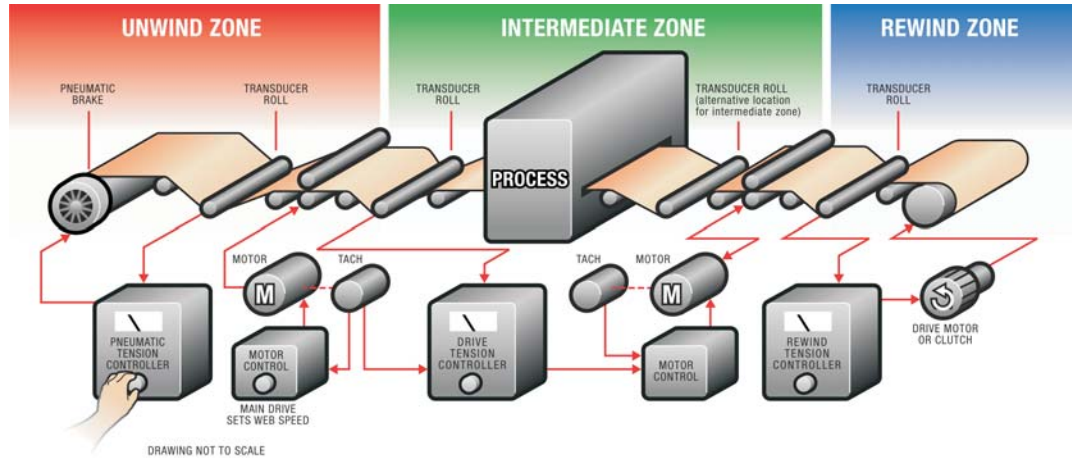 UNWIND ZONE
INTERMEDIATE ZONE
REWIND ZONE
PNEUMATIC
BRAKE
TRANSDUCER
ROLL
TRANSDUCER
ROLL
TRANSDUCER ROLL
(alternative location
for intermediate zone)
TRANSDUCER
ROLL
PROCESS
MOTOR
TACH
TACH
MOTOR
M
M
PNEUMATIC
TENSION
CONTROLLER
MOTOR
CONTROL
DRIVE
TENSION
CONTROLLER
MOTOR
CONTROL
REWIND
TENSION
CONTROLLER
DRIVE MOTOR
OR CLUTCH
MAIN DRIVE
SETS WEB SPEED
DRAWING NOT TO SCALE